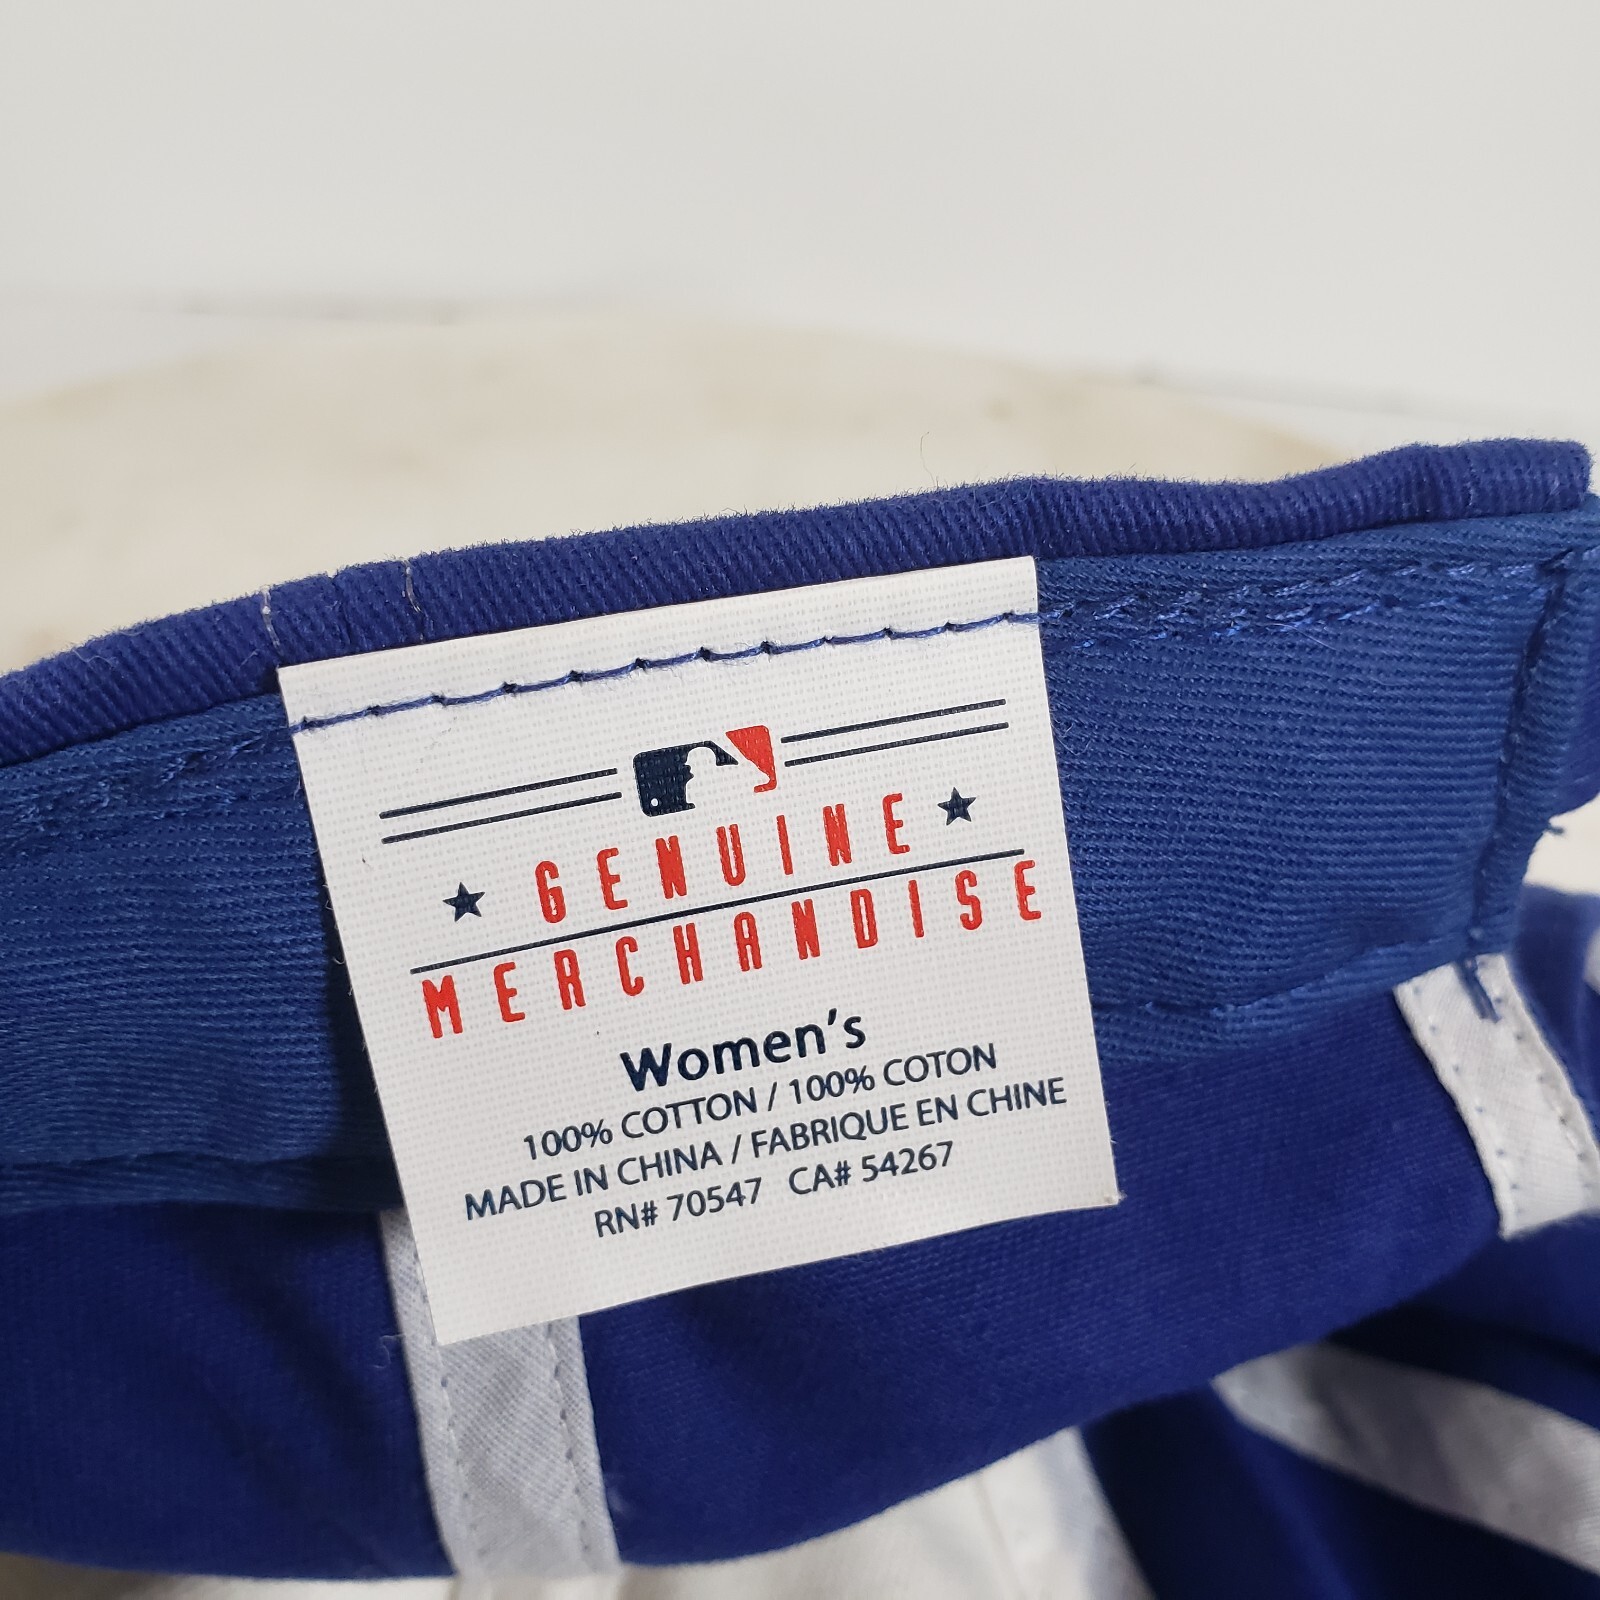 GENUINE
MERCHANDISE
Women's
100% COTTON / 100% COTON
MADE IN CHINA / FABRIQUE EN CHINE
RN# 70547 CA# 54267